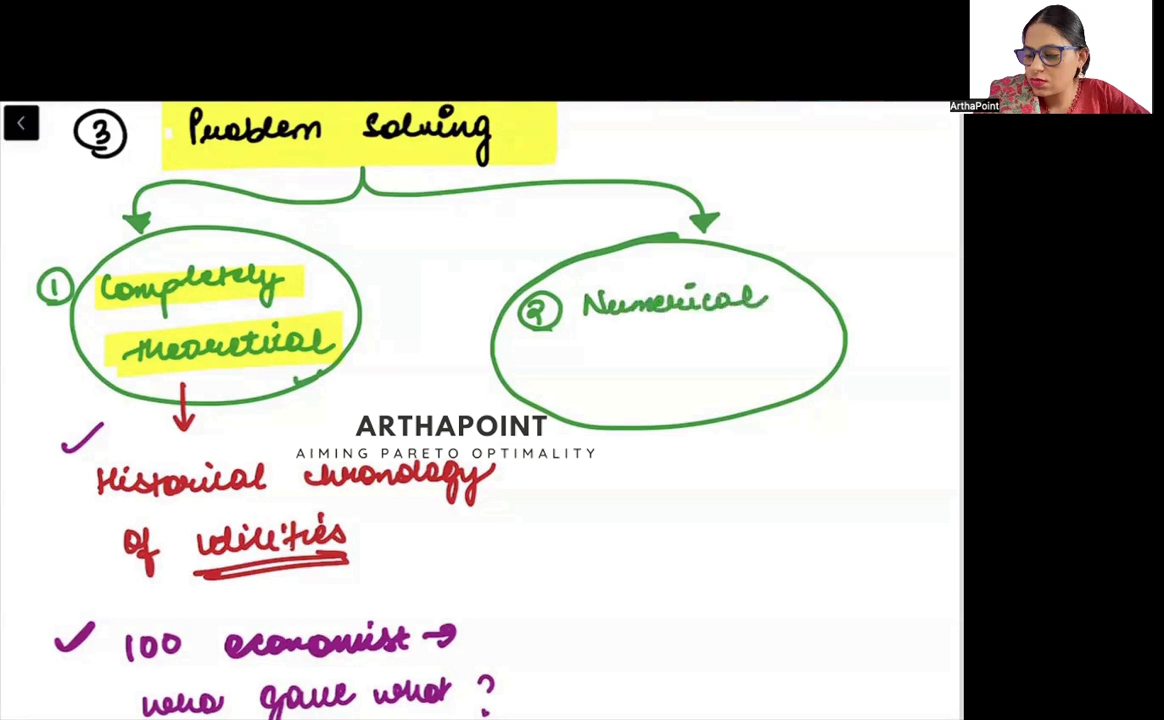 ArthaPoint
③ Problem Solving
① Completely
theoretical
② Numerical
ARTHAPOINT
AIMING PARETO OPTIMALITY
Historical chronology
of utilities
100 economist →
who gave what ?